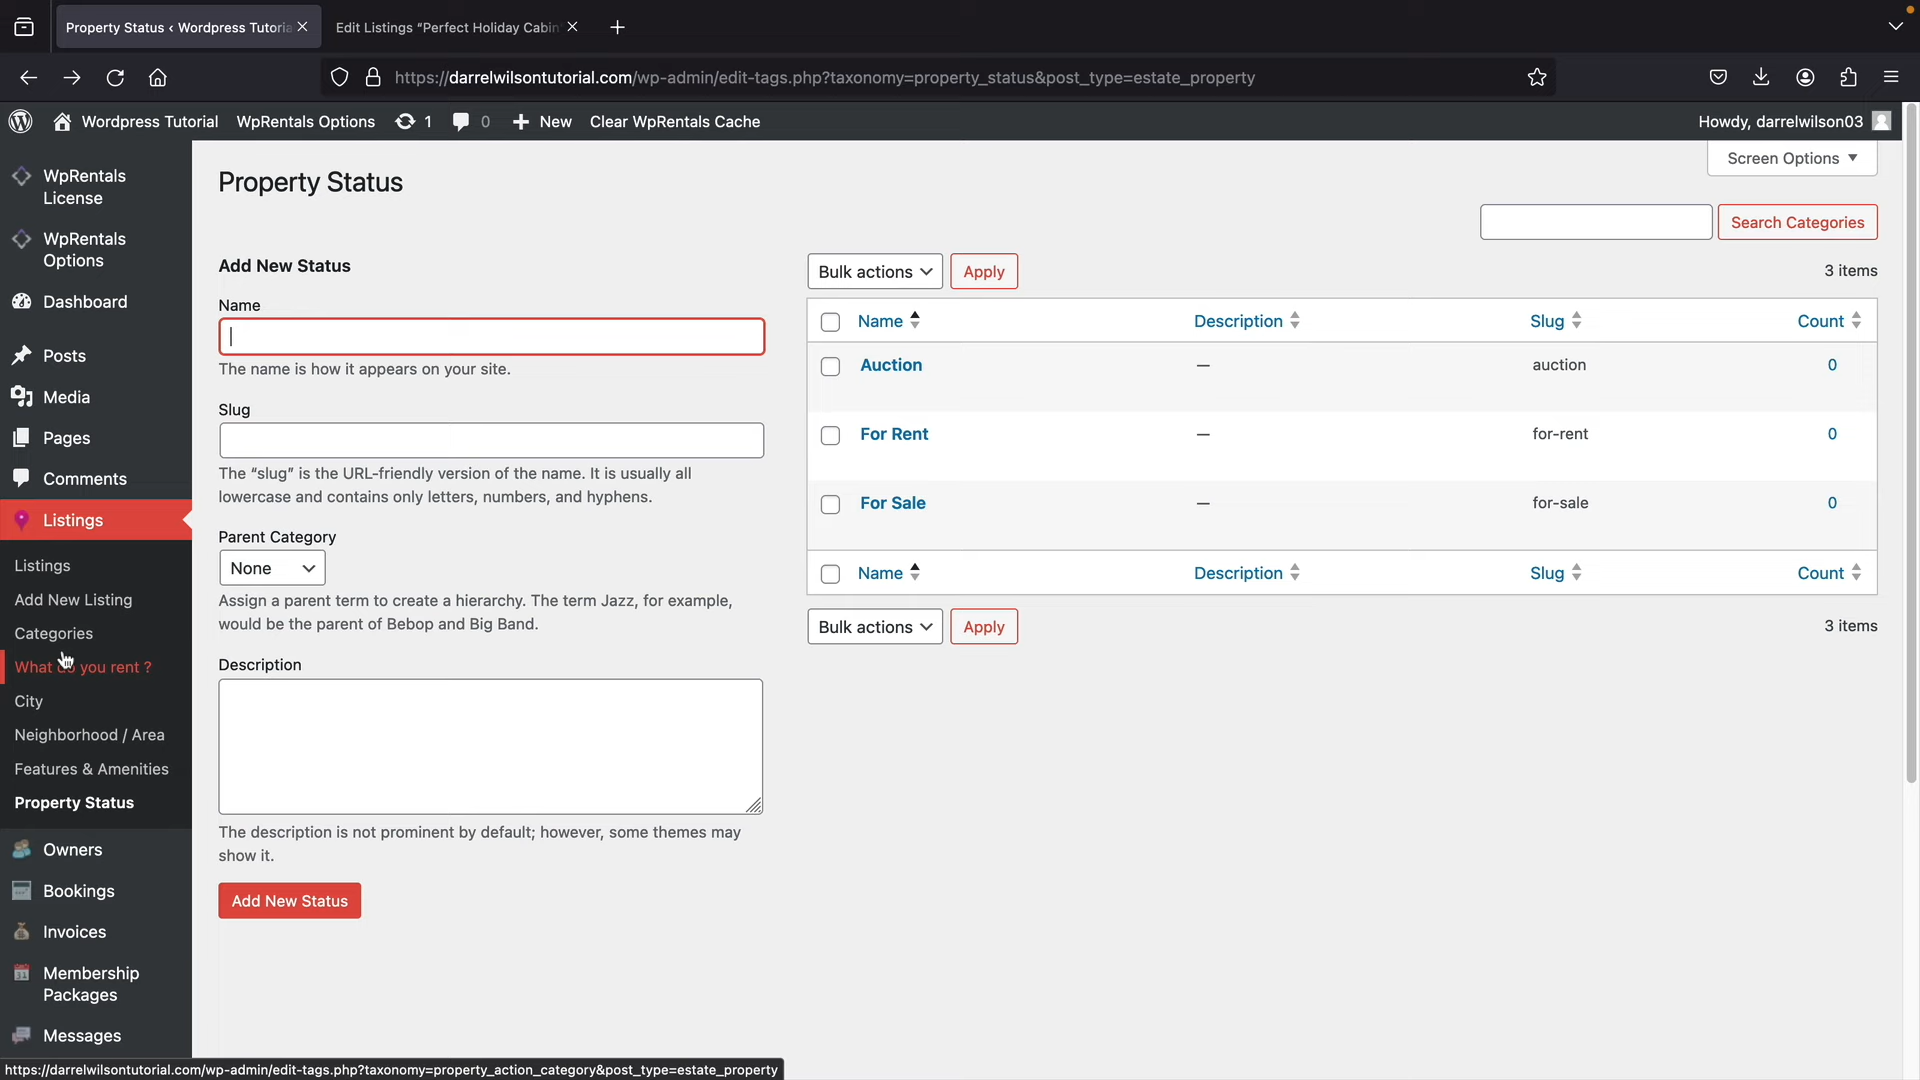 Property Status ‹ Wordpress Tutoria
Edit Listings "Perfect Holiday Cabin
https://darrelwilsontutorial.com/wp-admin/edit-tags.php?taxonomy=property_status&post_type=estate_property
Wordpress Tutorial
WpRentals Options
1
0
New
Clear WpRentals Cache
Howdy, darrelwilson03
WpRentals
License
WpRentals
Options
Dashboard
Posts
Media
Pages
Comments
Listings
Listings
Add New Listing
Categories
What do you rent ?
City
Neighborhood / Area
Features & Amenities
Property Status
Owners
Bookings
Invoices
Membership
Packages
Messages
Screen Options
Property Status
Search Categories
Add New Status
Name
The name is how it appears on your site.
Slug
The “slug” is the URL-friendly version of the name. It is usually all
lowercase and contains only letters, numbers, and hyphens.
Parent Category
None
Assign a parent term to create a hierarchy. The term Jazz, for example,
would be the parent of Bebop and Big Band.
Description
The description is not prominent by default; however, some themes may
show it.
Add New Status
Bulk actions Apply 3 items
Name Description Slug Count
Auction — auction 0
For Rent — for-rent 0
For Sale — for-sale 0
Name Description Slug Count
Bulk actions Apply 3 items
https://darrelwilsontutorial.com/wp-admin/edit-tags.php?taxonomy=property_action_category&post_type=estate_property